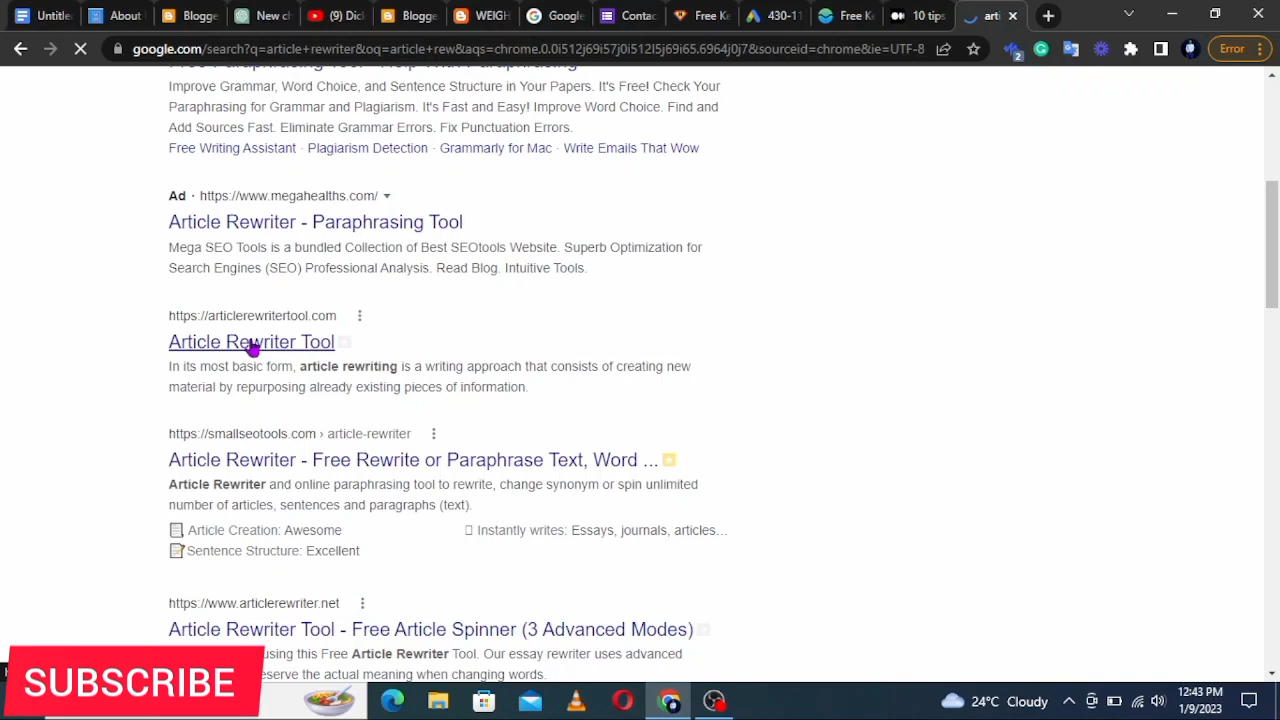 Untitle
About
Blogge
New ch
(9) Dic
Blogge
WEIGH
Google
Contac
Free Ke
430-11
Free Ke
10 tips
arti
google.com/search?q=article+rewriter&oq=article+rew&aqs=chrome.0.0i512j69i57j0i512l5j69i65.6964j0j7&sourceid=chrome&ie=UTF-8
2
Error
Improve Grammar, Word Choice, and Sentence Structure in Your Papers. It's Free! Check Your
Paraphrasing for Grammar and Plagiarism. It's Fast and Easy! Improve Word Choice. Find and
Add Sources Fast. Eliminate Grammar Errors. Fix Punctuation Errors.
Free Writing Assistant · Plagiarism Detection · Grammarly for Mac · Write Emails That Wow
Ad · https://www.megahealths.com/
Article Rewriter - Paraphrasing Tool
Mega SEO Tools is a bundled Collection of Best SEOtools Website. Superb Optimization for
Search Engines (SEO) Professional Analysis. Read Blog. Intuitive Tools.
https://articlerewritertool.com
Article Rewriter Tool
In its most basic form, article rewriting is a writing approach that consists of creating new
material by repurposing already existing pieces of information.
https://smallseotools.com › article-rewriter
Article Rewriter - Free Rewrite or Paraphrase Text, Word ...
Article Rewriter and online paraphrasing tool to rewrite, change synonym or spin unlimited
number of articles, sentences and paragraphs (text).
Article Creation: Awesome
Instantly writes: Essays, journals, articles…
Sentence Structure: Excellent
https://www.articlerewriter.net
Article Rewriter Tool - Free Article Spinner (3 Advanced Modes)
using this Free Article Rewriter Tool. Our essay rewriter uses advanced
eserve the actual meaning when changing words.
SUBSCRIBE
24°C Cloudy
12:43 PM
1/9/2023